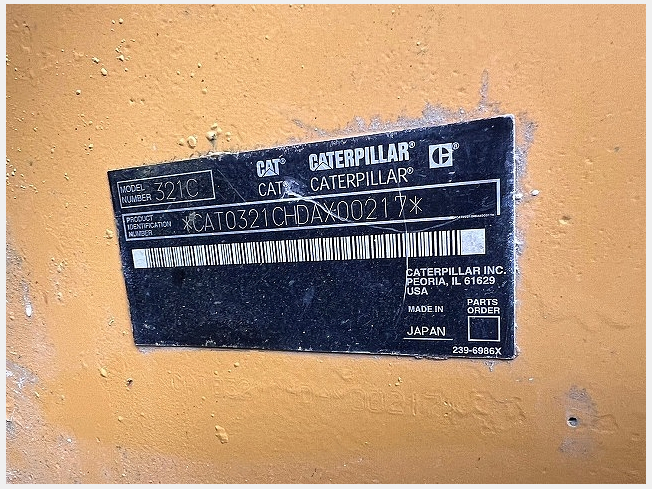 CAT® CATERPILLAR® C
MODEL NUMBER 321C
CAT® CATERPILLAR®
PRODUCT IDENTIFICATION NUMBER *CAT0321CHDAX00217*
CATERPILLAR INC.
PEORIA, IL 61629
USA
MADE IN
JAPAN
PARTS
ORDER
239-6986X